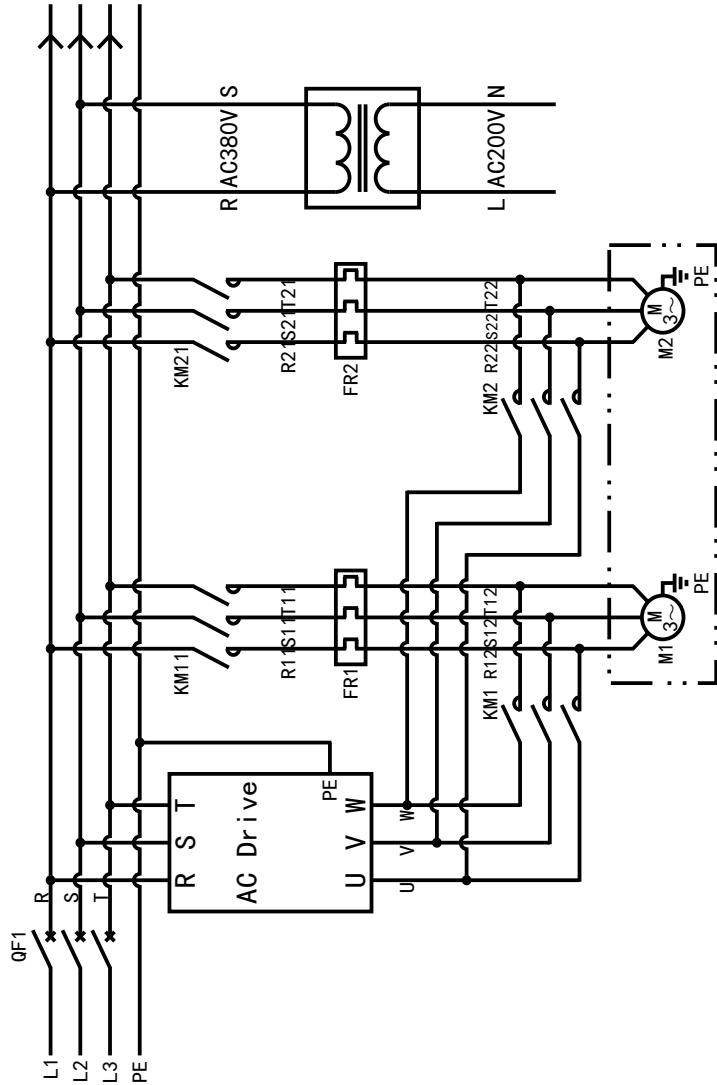 L1
L2
L3
PE
QF1
R
S
T
R
S
T
AC Drive
PE
U
V
W
U
V
W
KM11
R11S11T11
FR1
KM1
R12S12T12
M
3～
M1
PE
KM21
R21S21T21
FR2
KM2
R22S22T22
M
3～
M2
PE
R AC380V S
L AC200V N